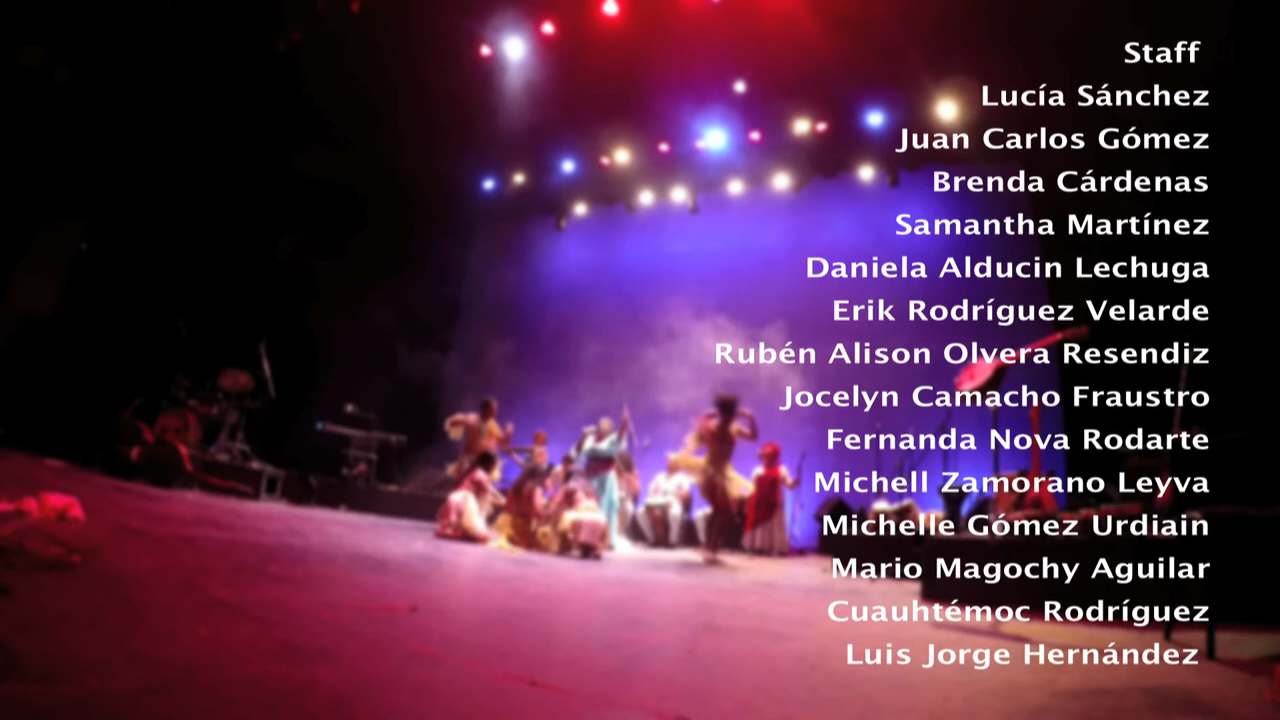 Staff
Lucía Sánchez
Juan Carlos Gómez
Brenda Cárdenas
Samantha Martínez
Daniela Alducin Lechuga
Erik Rodríguez Velarde
Rubén Alison Olvera Resendiz
Jocelyn Camacho Fraustro
Fernanda Nova Rodarte
Michell Zamorano Leyva
Michelle Gómez Urdiain
Mario Magochy Aguilar
Cuauhtémoc Rodríguez
Luis Jorge Hernández